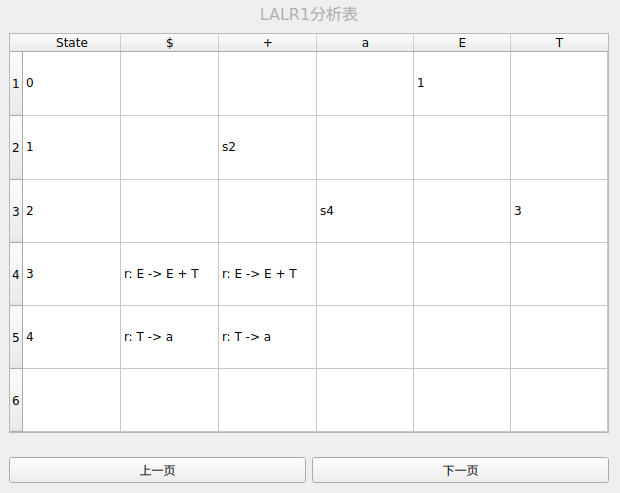 LALR1分析表
State $ + a E T
1 0 1
2 1 s2
3 2 s4 3
4 3 r: E -> E + T r: E -> E + T
5 4 r: T -> a r: T -> a
6
上一页 下一页